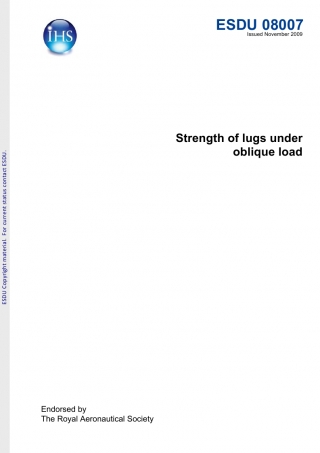 IHS
ESDU 08007
Issued November 2009
Strength of lugs under
oblique load
ESDU Copyright material. For current status contact ESDU.
Endorsed by
The Royal Aeronautical Society